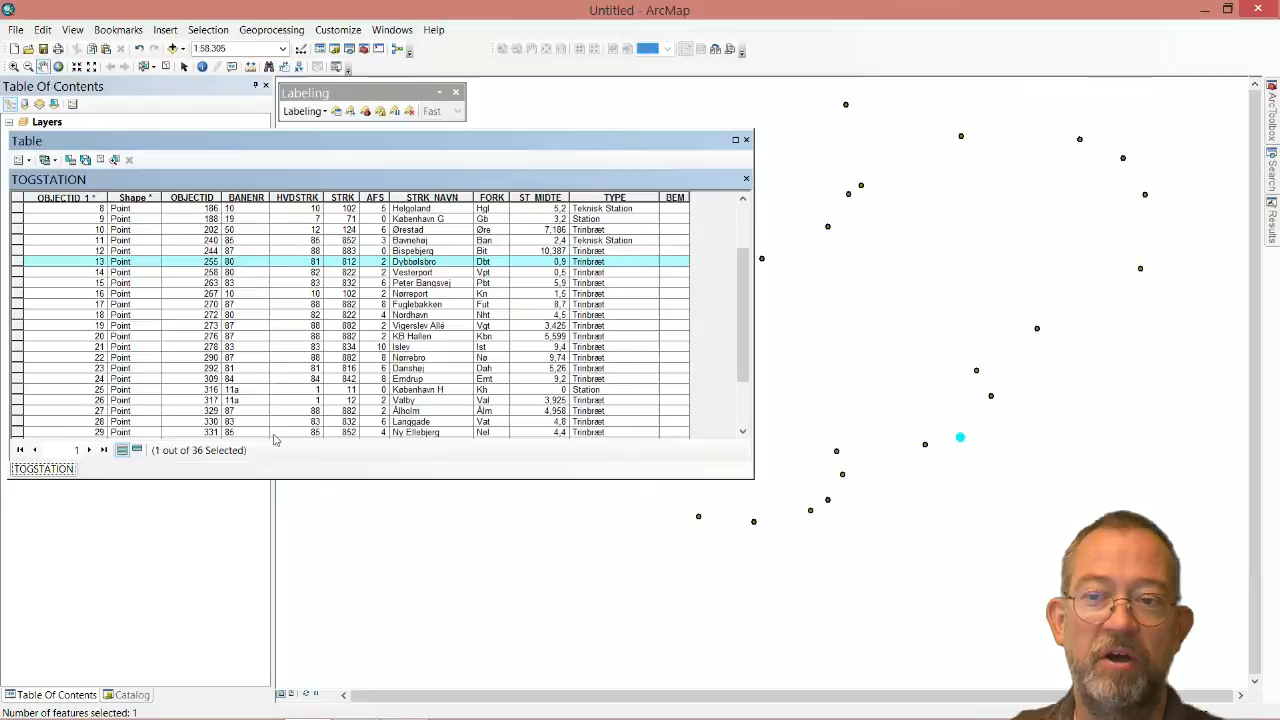 Untitled - ArcMap
File Edit View Bookmarks Insert Selection Geoprocessing Customize Windows Help
1:58.305
Table Of Contents
Layers
Labeling
Labeling Fast
Table
TOGSTATION
OBJECTID_1 * Shape * OBJECTID BANENR HVDSTRK STRK AFS STRK_NAVN FORK ST_MIDTE TYPE BEM
8 Point 186 10 10 102 5 Helgoland Hgl 5,2 Teknisk Station
9 Point 188 19 7 71 0 København G Gb 3,2 Station
10 Point 202 50 12 124 6 Ørestad Øre 7,186 Trinbræt
11 Point 240 85 85 852 3 Bavnehøj Ban 2,4 Teknisk Station
12 Point 244 87 88 883 0 Bispebjerg Bit 10,387 Trinbræt
13 Point 255 80 81 812 2 Dybbølsbro Dbt 0,9 Trinbræt
14 Point 258 80 82 822 2 Vesterport Vpt 0,5 Trinbræt
15 Point 263 83 83 832 6 Peter Bangsvej Pbt 5,9 Trinbræt
16 Point 267 10 10 102 2 Nørreport Kn 1,5 Trinbræt
17 Point 270 87 88 882 8 Fuglebakken Fut 8,7 Trinbræt
18 Point 272 80 82 822 4 Nordhavn Nht 4,5 Trinbræt
19 Point 273 87 88 882 2 Vigerslev Allé Vgt 3,425 Trinbræt
20 Point 276 87 88 882 5 KB Hallen Kbn 5,599 Trinbræt
21 Point 278 83 83 834 10 Islev Ist 9,4 Trinbræt
22 Point 290 87 88 882 8 Nørrebro Nø 9,74 Trinbræt
23 Point 292 81 81 816 6 Danshøj Dah 5,26 Trinbræt
24 Point 309 84 84 842 8 Emdrup Emt 9,2 Trinbræt
25 Point 316 11a 1 11 0 København H Kh 0 Station
26 Point 317 11a 1 12 2 Valby Val 3,925 Trinbræt
27 Point 329 87 88 882 2 Ålholm Ålm 4,958 Trinbræt
28 Point 330 83 83 832 6 Langgade Vat 4,8 Trinbræt
29 Point 331 85 85 852 4 Ny Ellebjerg Nel 4,4 Trinbræt
1 (1 out of 36 Selected)
TOGSTATION
ArcToolbox
Search
Results
Table Of Contents Catalog
Number of features selected: 1